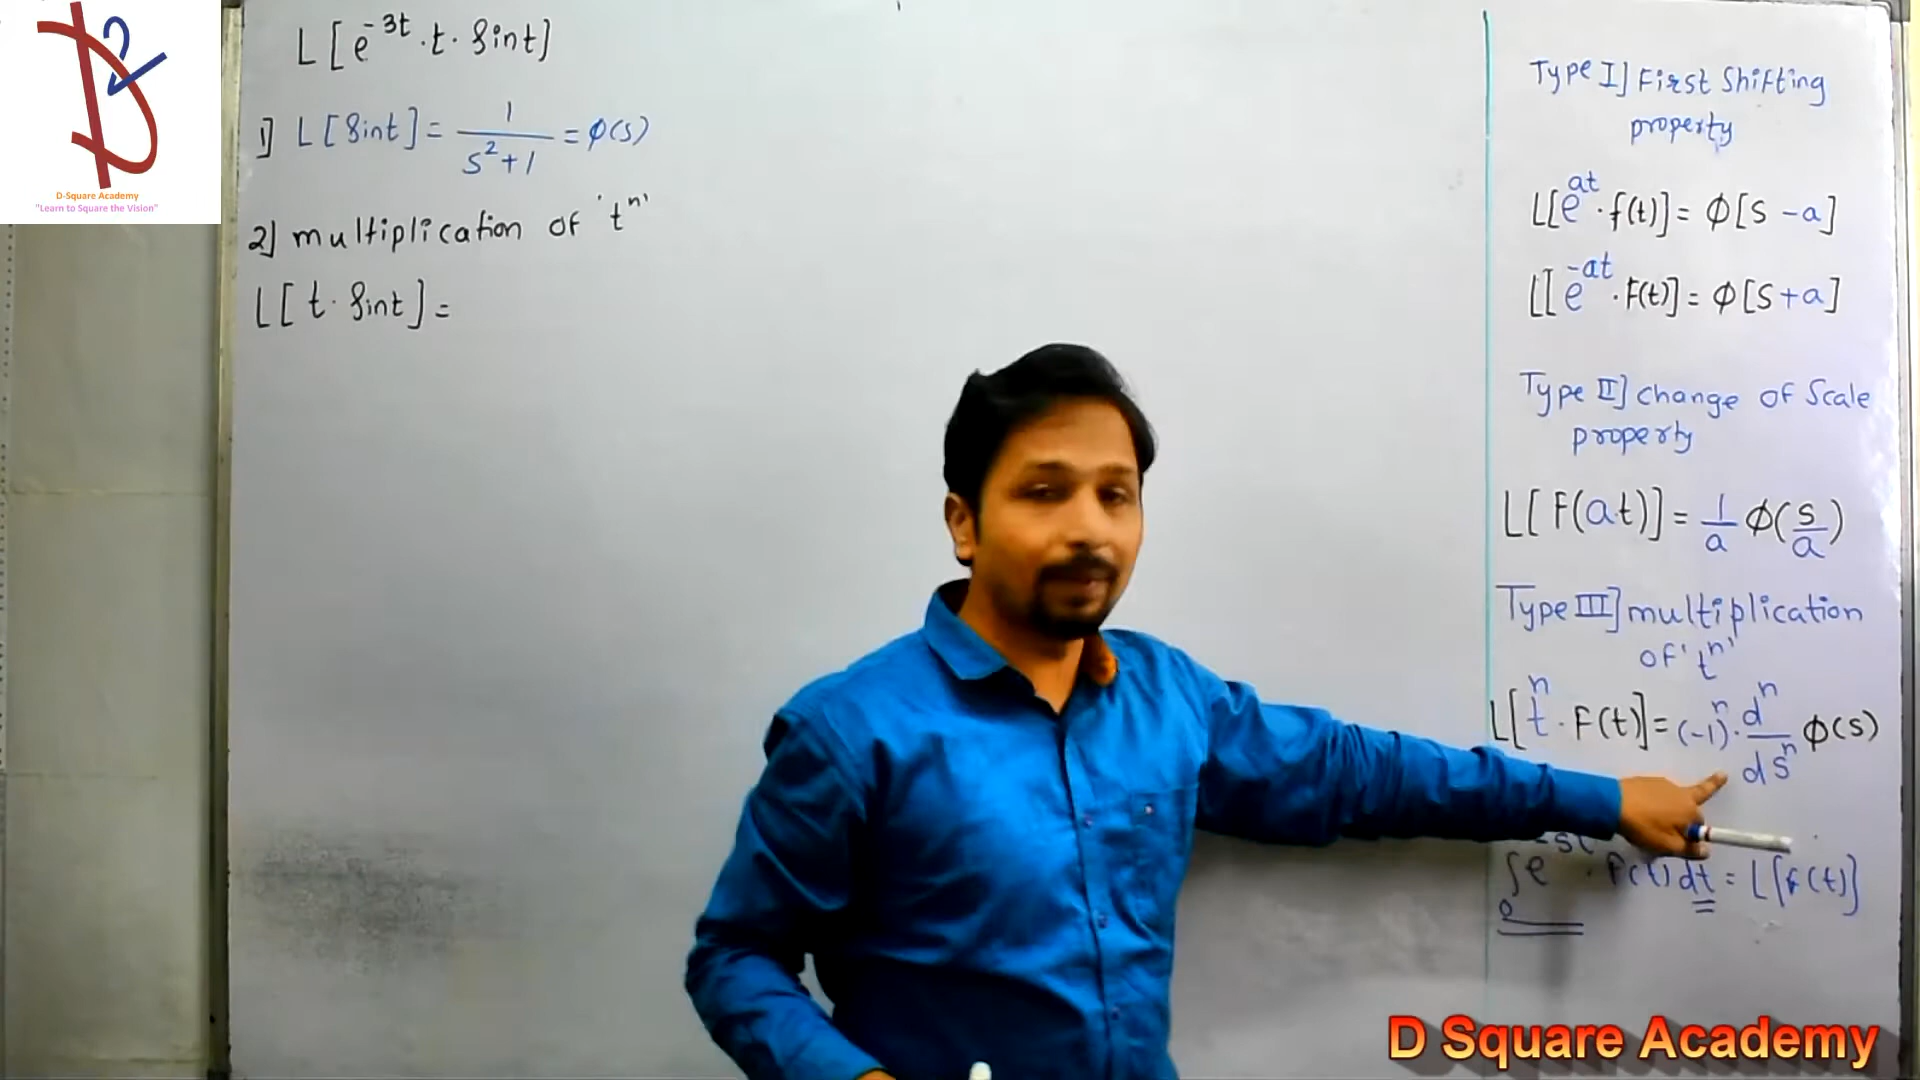 D-Square Academy
"Learn to Square the Vision"
L[e^{-3t}·t·sint]
1] L[sint] = 1/(s²+1) = φ(s)
2] multiplication of 't^n'
L[t·sint] =
Type I] First Shifting
property
L[e^{at}·f(t)] = φ[s-a]
L[e^{-at}·F(t)] = φ[s+a]
Type II] change of scale
property
L[F(at)] = 1/a φ(s/a)
Type III] multiplication
of 't^n'
L[t^n·F(t)] = (-1)^n·d^n/ds^n φ(s)
∫ e · F(t)dt = L[f(t)]
0
D Square Academy